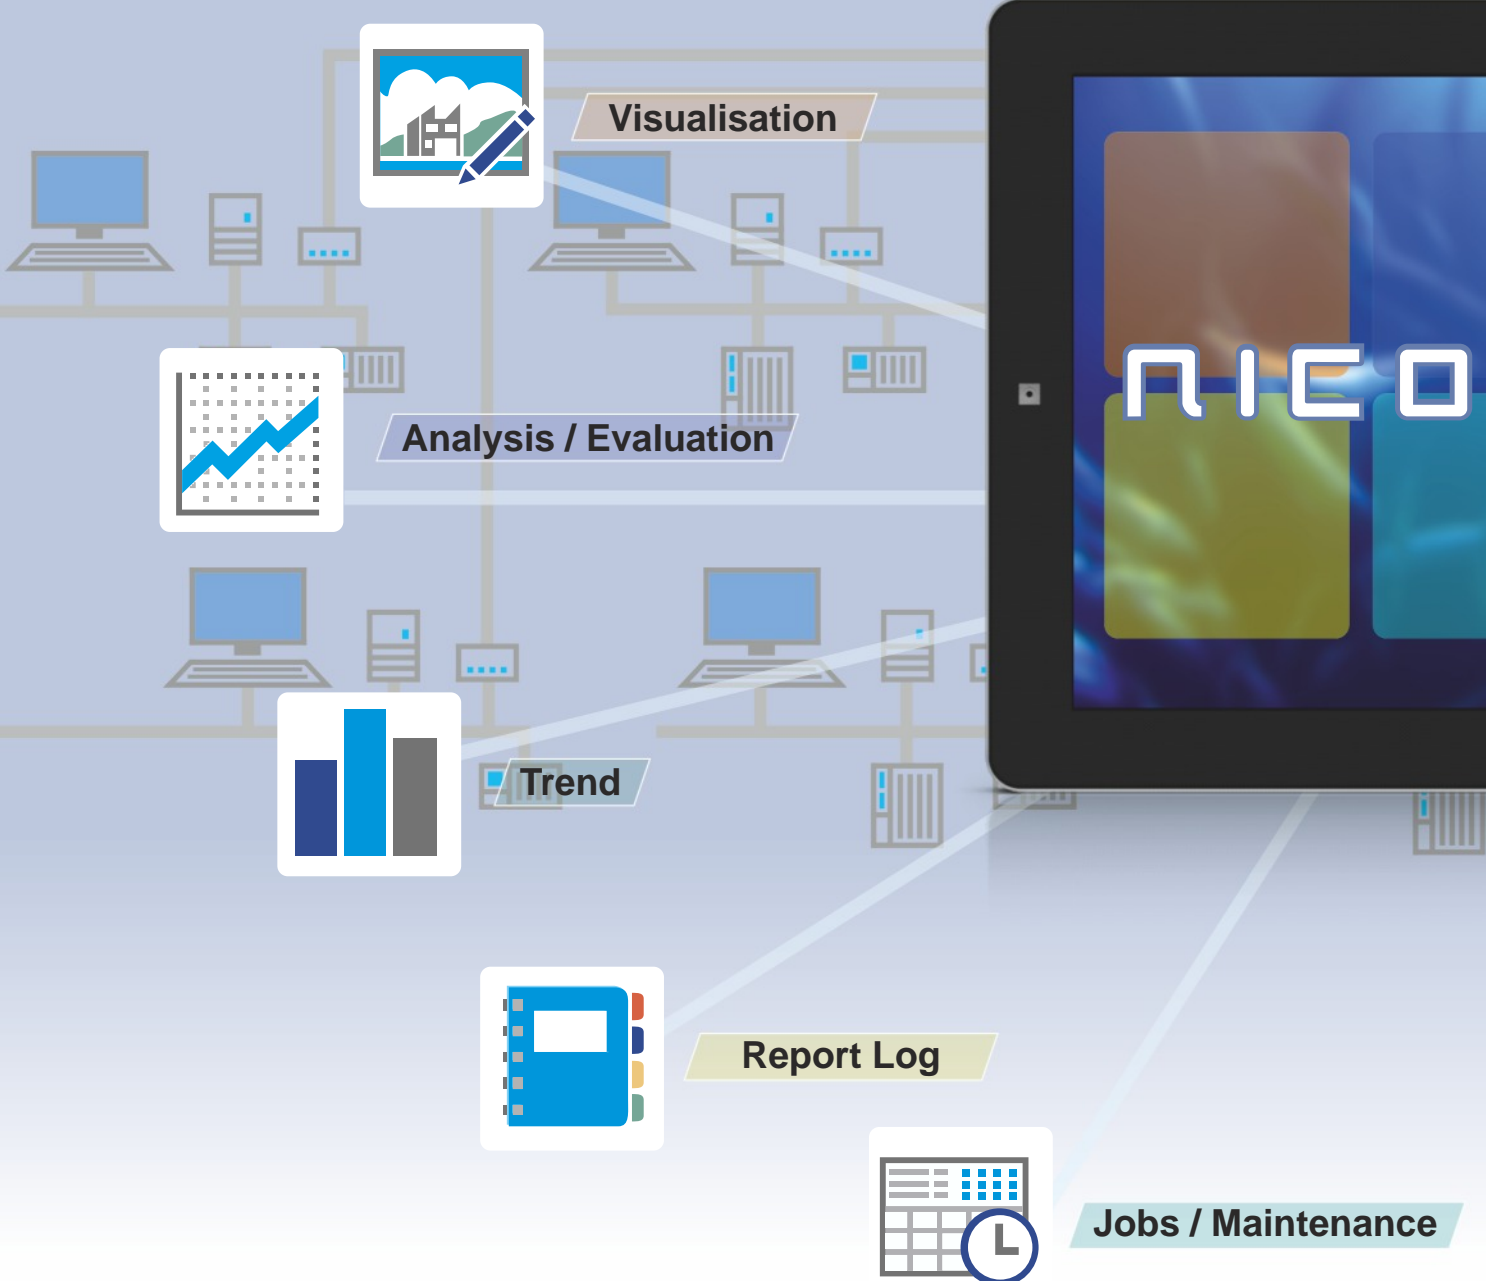 Visualisation
NICO
Analysis / Evaluation
Trend
Report Log
Jobs / Maintenance